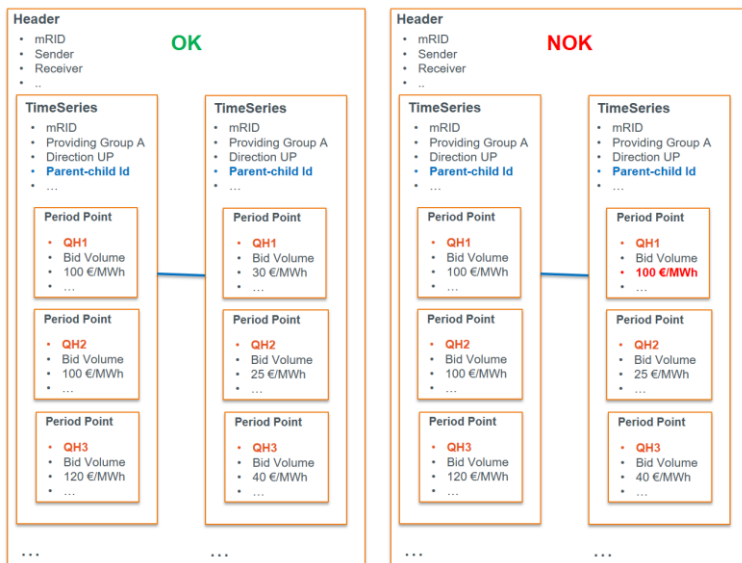 Header
OK
• mRID
• Sender
• Receiver
• ..
TimeSeries
• mRID
• Providing Group A
• Direction UP
• Parent-child Id
• ...
Period Point
• QH1
• Bid Volume
• 100 €/MWh
• ...
Period Point
• QH2
• Bid Volume
• 100 €/MWh
• ...
Period Point
• QH3
• Bid Volume
• 120 €/MWh
• ...
...
TimeSeries
• mRID
• Providing Group A
• Direction UP
• Parent-child Id
• ...
Period Point
• QH1
• Bid Volume
• 30 €/MWh
• ...
Period Point
• QH2
• Bid Volume
• 25 €/MWh
• ...
Period Point
• QH3
• Bid Volume
• 40 €/MWh
• ...
...
Header
NOK
• mRID
• Sender
• Receiver
• ..
TimeSeries
• mRID
• Providing Group A
• Direction UP
• Parent-child Id
• ...
Period Point
• QH1
• Bid Volume
• 100 €/MWh
• ...
Period Point
• QH2
• Bid Volume
• 100 €/MWh
• ...
Period Point
• QH3
• Bid Volume
• 120 €/MWh
• ...
...
TimeSeries
• mRID
• Providing Group A
• Direction UP
• Parent-child Id
• ...
Period Point
• QH1
• Bid Volume
• 100 €/MWh
• ...
Period Point
• QH2
• Bid Volume
• 25 €/MWh
• ...
Period Point
• QH3
• Bid Volume
• 40 €/MWh
• ...
...